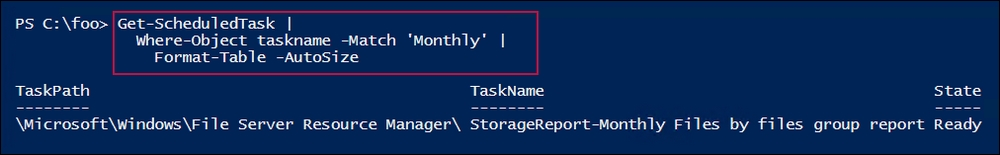 PS C:\foo> Get-ScheduledTask |
Where-Object taskname -Match 'Monthly' |
Format-Table -AutoSize
TaskPath TaskName State
-------- -------- -----
\Microsoft\Windows\File Server Resource Manager\ StorageReport-Monthly Files by files group report Ready